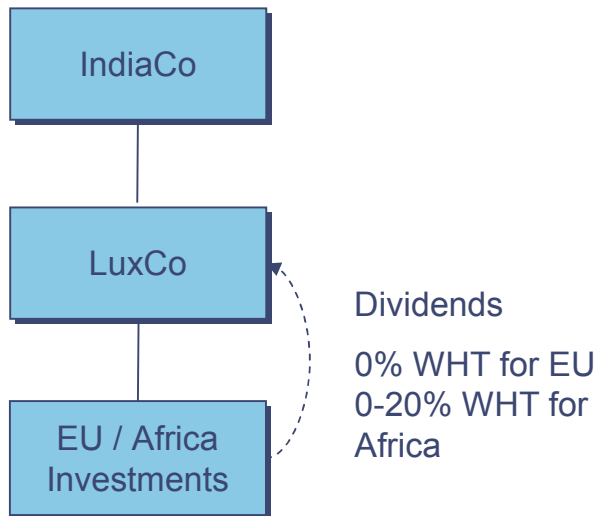 IndiaCo
LuxCo
Dividends
0% WHT for EU
0-20% WHT for
Africa
EU / Africa
Investments